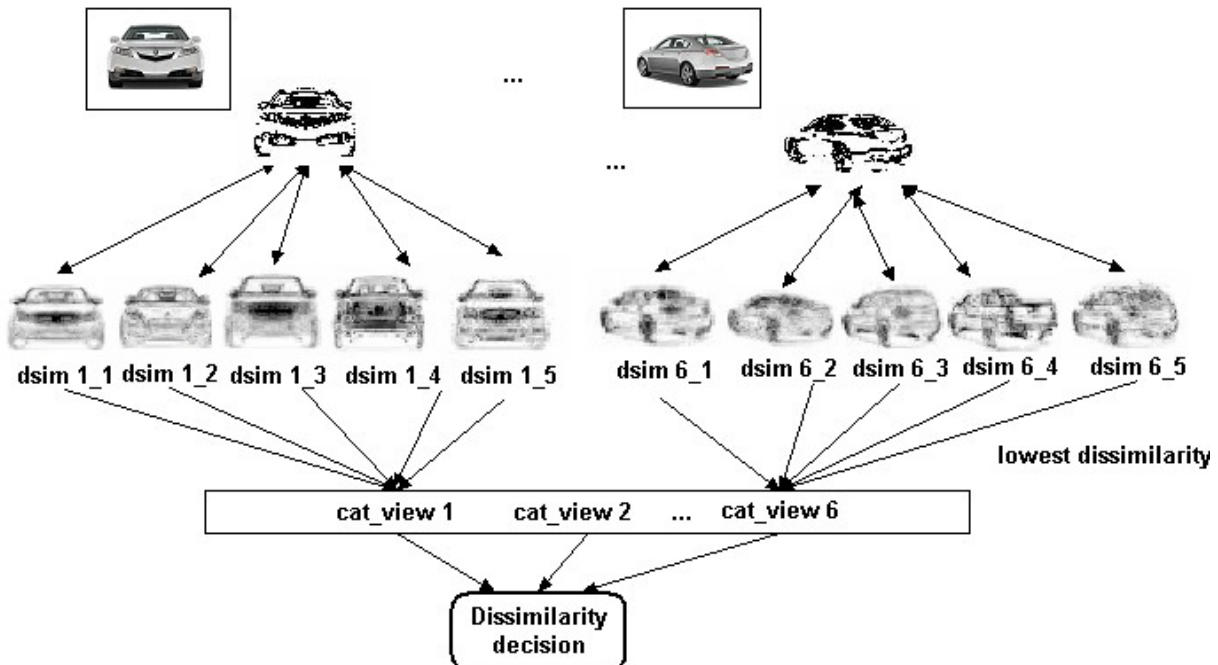 ...
...
dsim 1_1 dsim 1_2 dsim 1_3 dsim 1_4 dsim 1_5 dsim 6_1 dsim 6_2 dsim 6_3 dsim 6_4 dsim 6_5
lowest dissimilarity
cat_view 1 cat_view 2 ... cat_view 6
Dissimilarity
decision